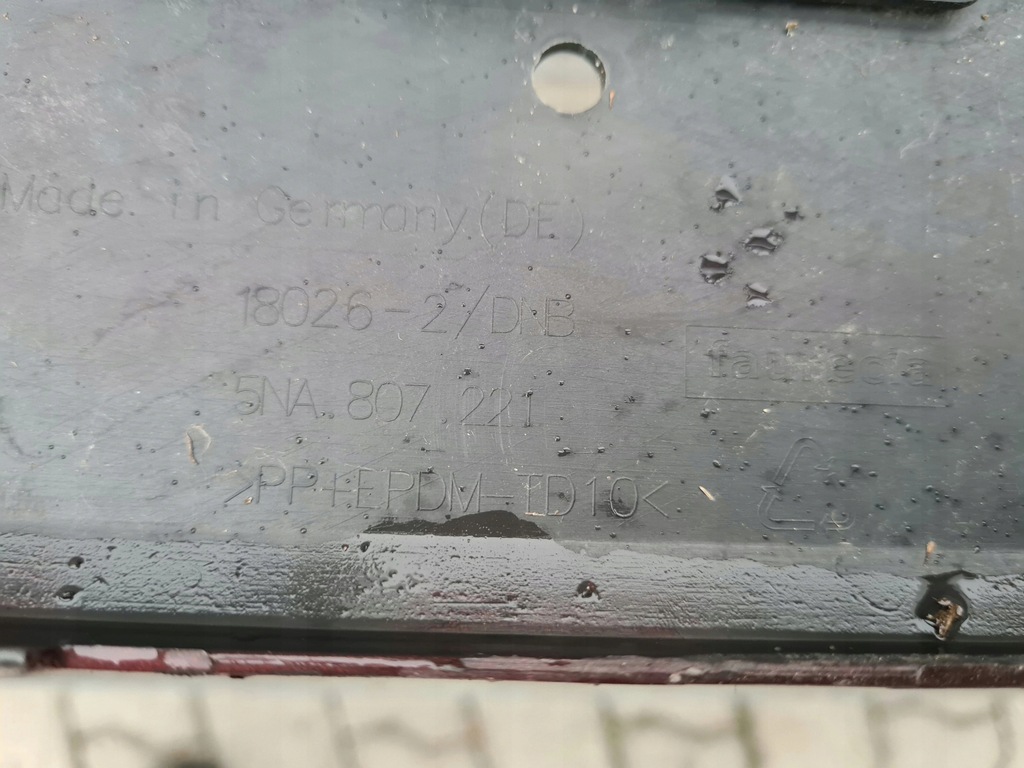 Made in Germany (DE)
18026-2/DNB
5NA.807 221
faurecia
>PP+EPDM-TD10<